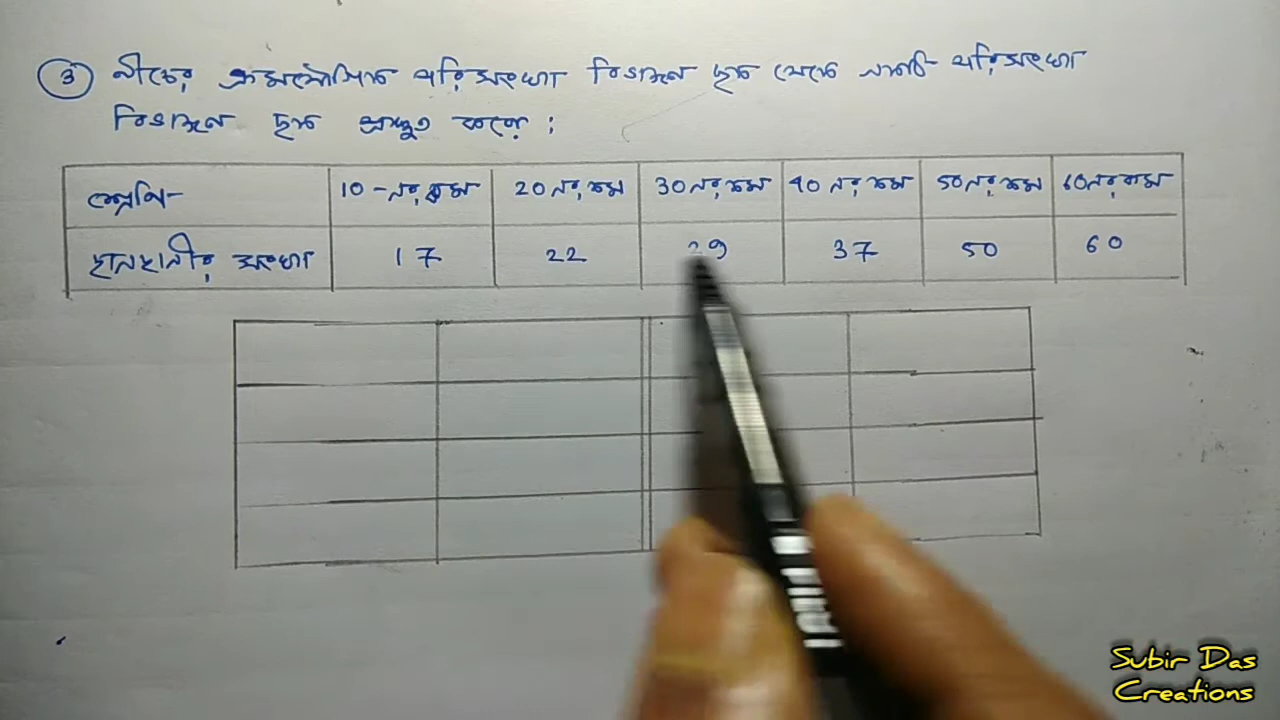 ③ নীচের ক্রমযৌগিক পরিসংখ্যা বিভাজন ছক থেকে একটি পরিসংখ্যা
বিভাজন ছক প্রস্তুত করো :
শ্রেণি- 10 -এর কম 20 এর কম 30 এর কম 40 এর কম 50 এর কম 60 এর কম
ছাত্রছাত্রীর সংখ্যা 17 22 29 37 50 60
Subir Das
Creations